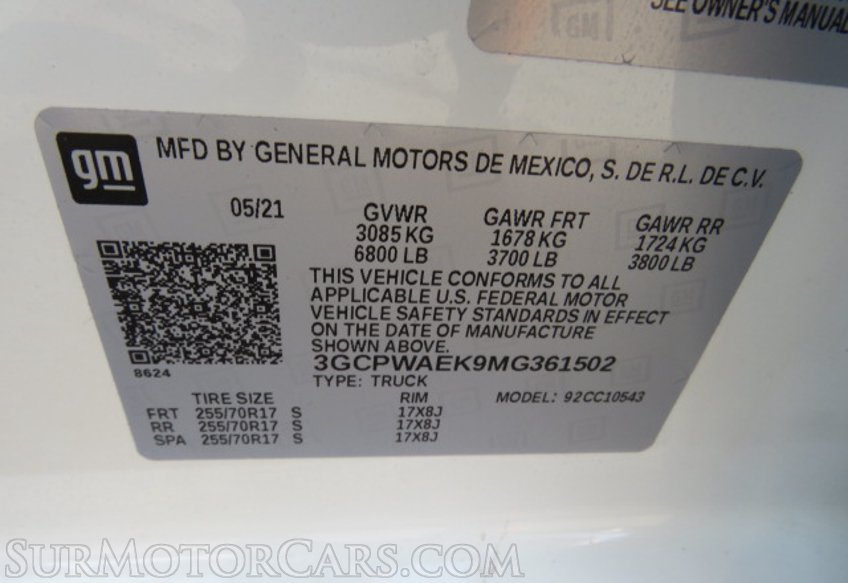 SEE OWNER'S MANUAL
gm
MFD BY GENERAL MOTORS DE MEXICO, S. DE R.L. DE C.V.
05/21 GVWR GAWR FRT GAWR RR
3085 KG 1678 KG 1724 KG
6800 LB 3700 LB 3800 LB
THIS VEHICLE CONFORMS TO ALL
APPLICABLE U.S. FEDERAL MOTOR
VEHICLE SAFETY STANDARDS IN EFFECT
ON THE DATE OF MANUFACTURE
SHOWN ABOVE.
8624
3GCPWAEK9MG361502
TYPE: TRUCK
TIRE SIZE RIM MODEL: 92CC10543
FRT 255/70R17 S 17X8J
RR 255/70R17 S 17X8J
SPA 255/70R17 S 17X8J
SURMOTORCARS.COM